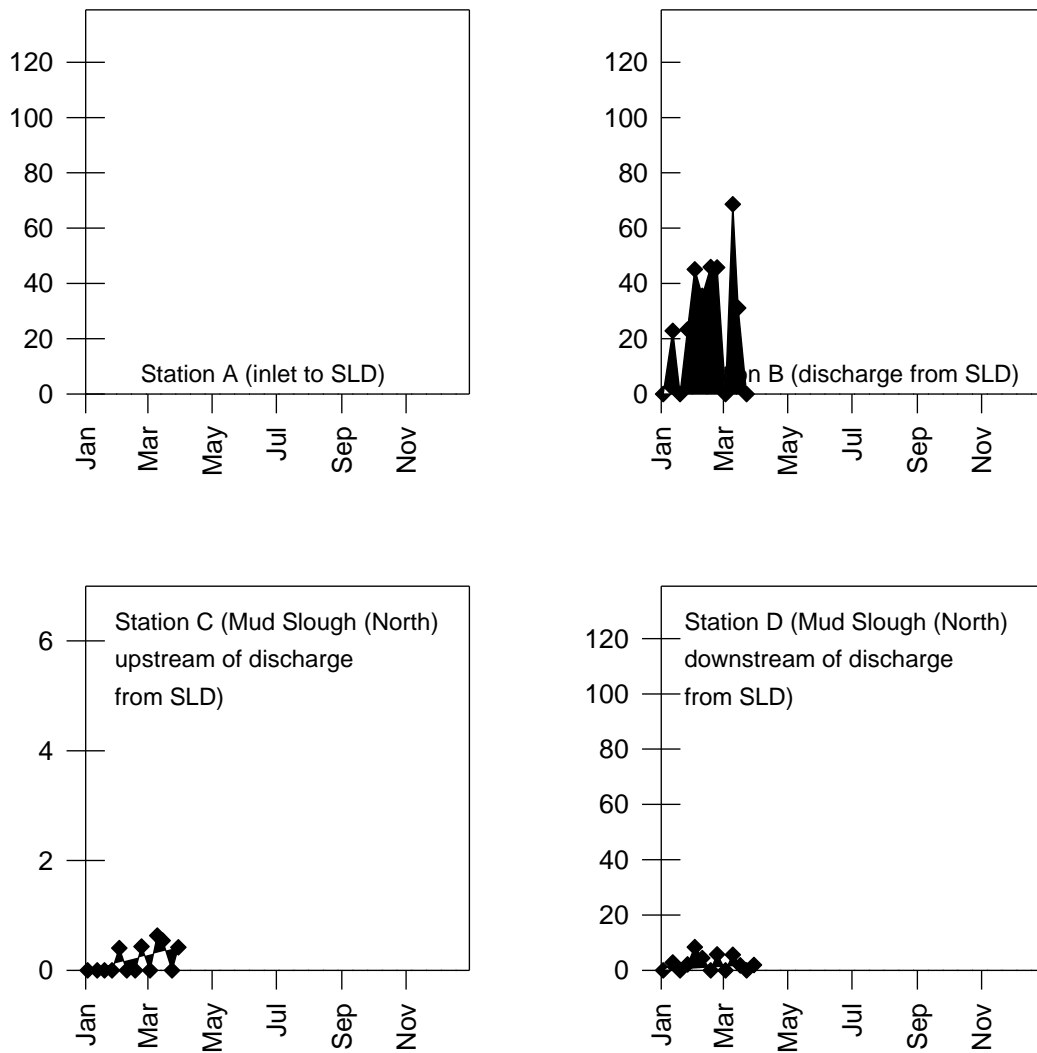 120
100
80
60
40
20
0
Station A (inlet to SLD)
Jan
Mar
May
Jul
Sep
Nov
120
100
80
60
40
20
0
B (discharge from SLD)
Jan
Mar
May
Jul
Sep
Nov
6
4
2
0
Station C (Mud Slough (North)
upstream of discharge
from SLD)
Jan
Mar
May
Jul
Sep
Nov
120
100
80
60
40
20
0
Station D (Mud Slough (North)
downstream of discharge
from SLD)
Jan
Mar
May
Jul
Sep
Nov